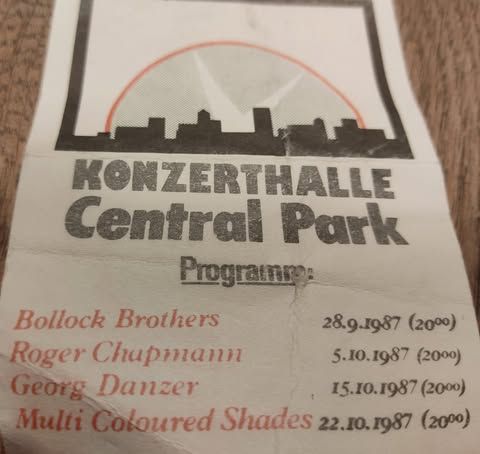 KONZERTHALLE
Central Park
Programm:
Bollock Brothers 28.9.1987 (20⁰⁰)
Roger Chapmann 5.10.1987 (20⁰⁰)
Georg Danzer 15.10.1987 (20⁰⁰)
Multi Coloured Shades 22.10.1987 (20⁰⁰)